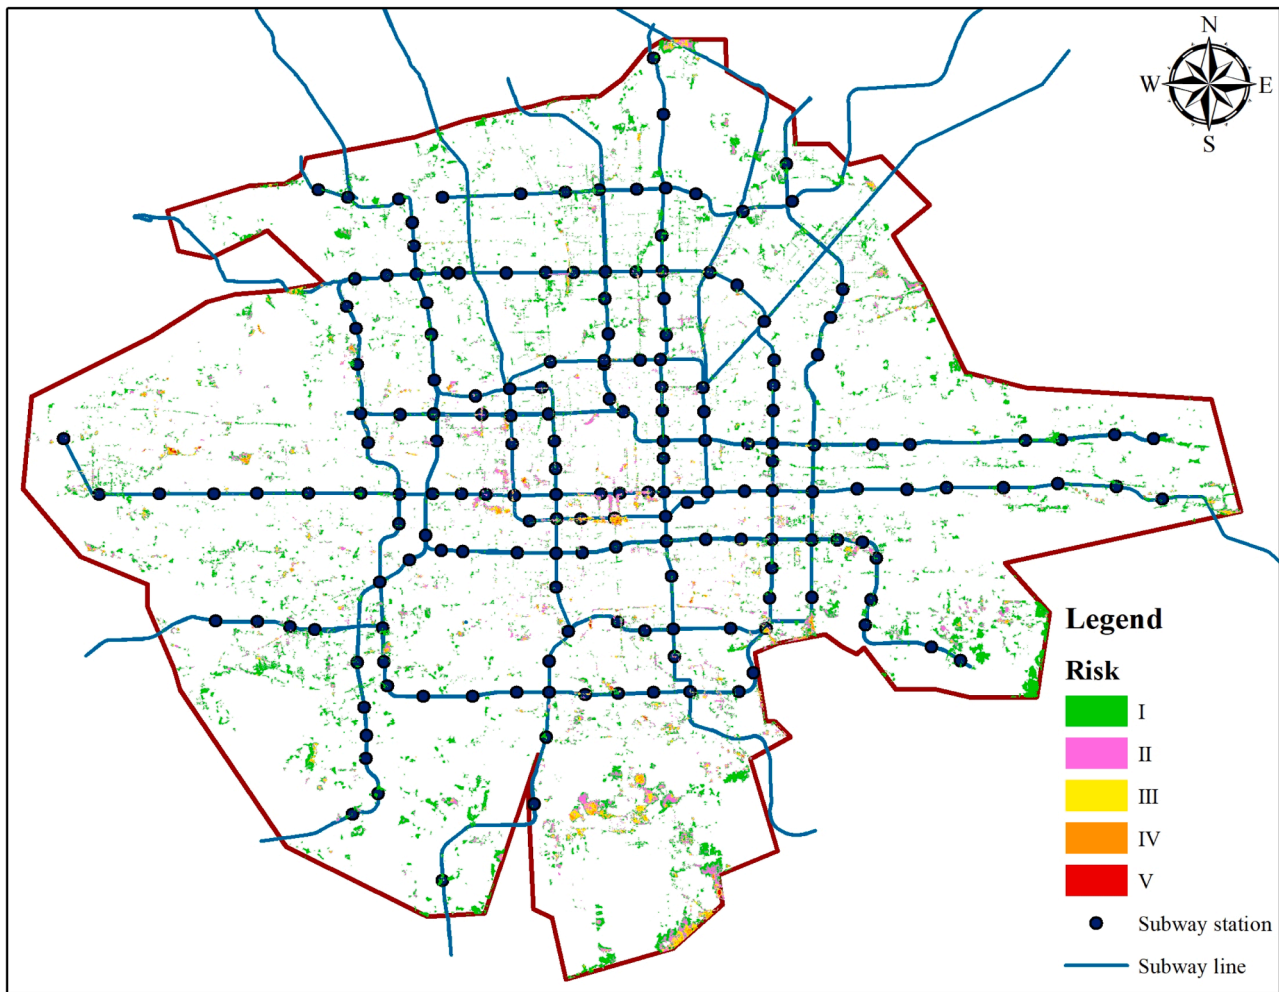 N
W E
S
Legend
Risk
I
II
III
IV
V
Subway station
Subway line